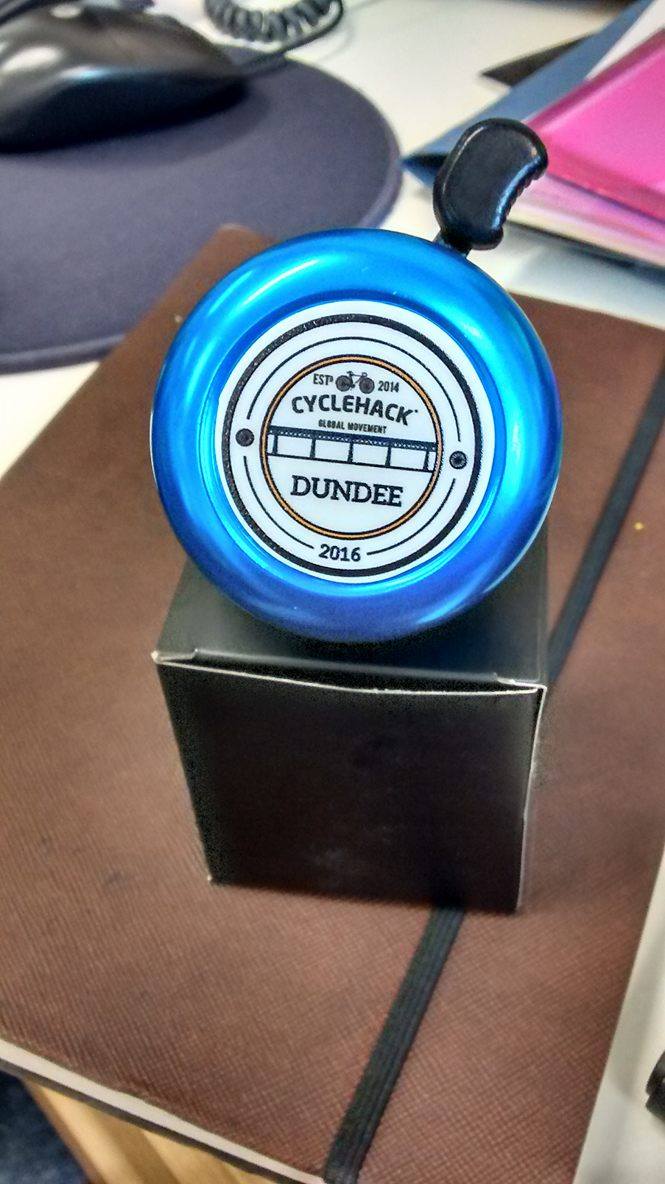 ESTD 2014
CYCLEHACK
GLOBAL MOVEMENT
DUNDEE
2016